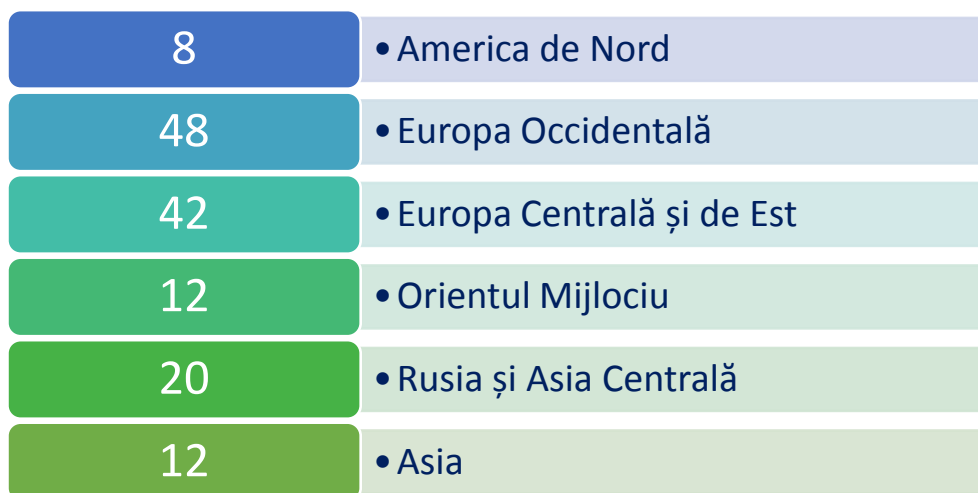 8 • America de Nord
48 • Europa Occidentală
42 • Europa Centrală și de Est
12 • Orientul Mijlociu
20 • Rusia și Asia Centrală
12 • Asia